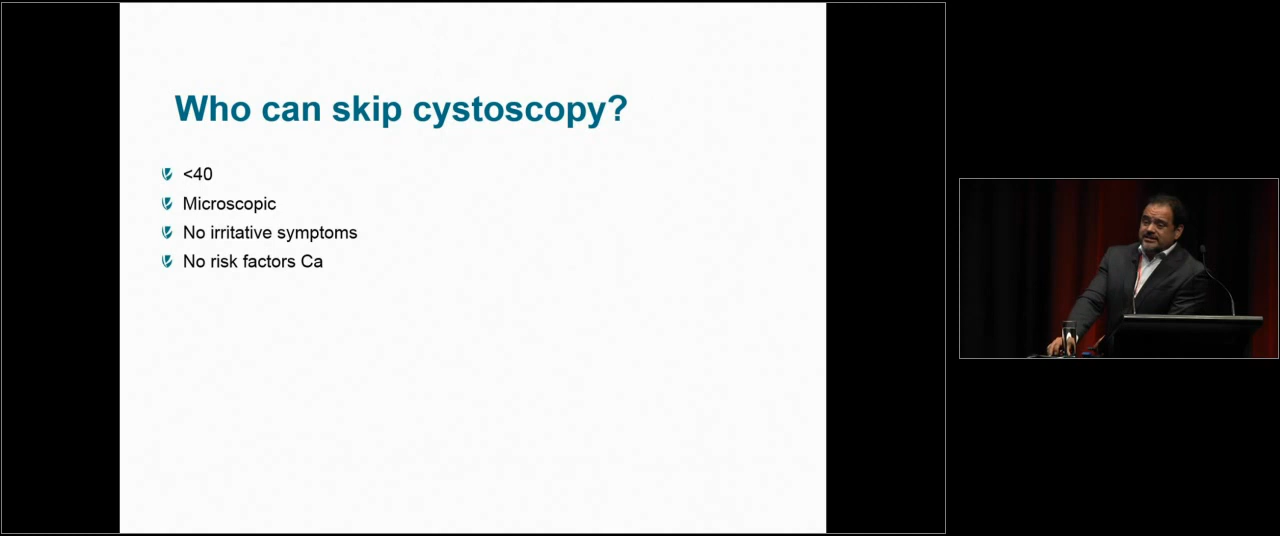 Who can skip cystoscopy?
<40
Microscopic
No irritative symptoms
No risk factors Ca